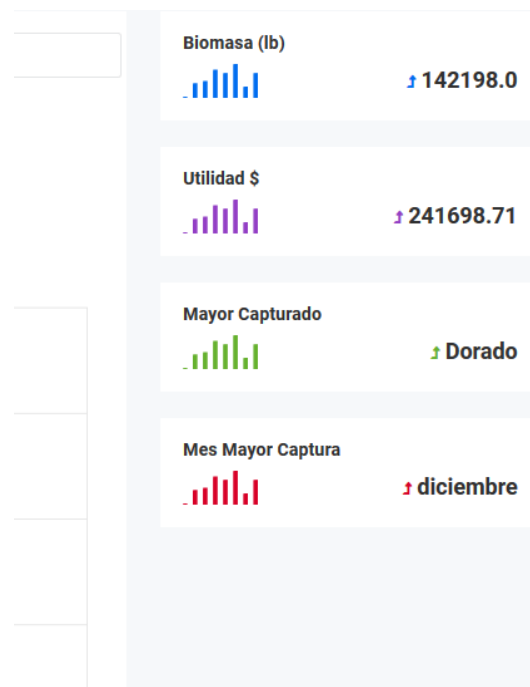 Biomasa (lb)
142198.0
Utilidad $
241698.71
Mayor Capturado
Dorado
Mes Mayor Captura
diciembre